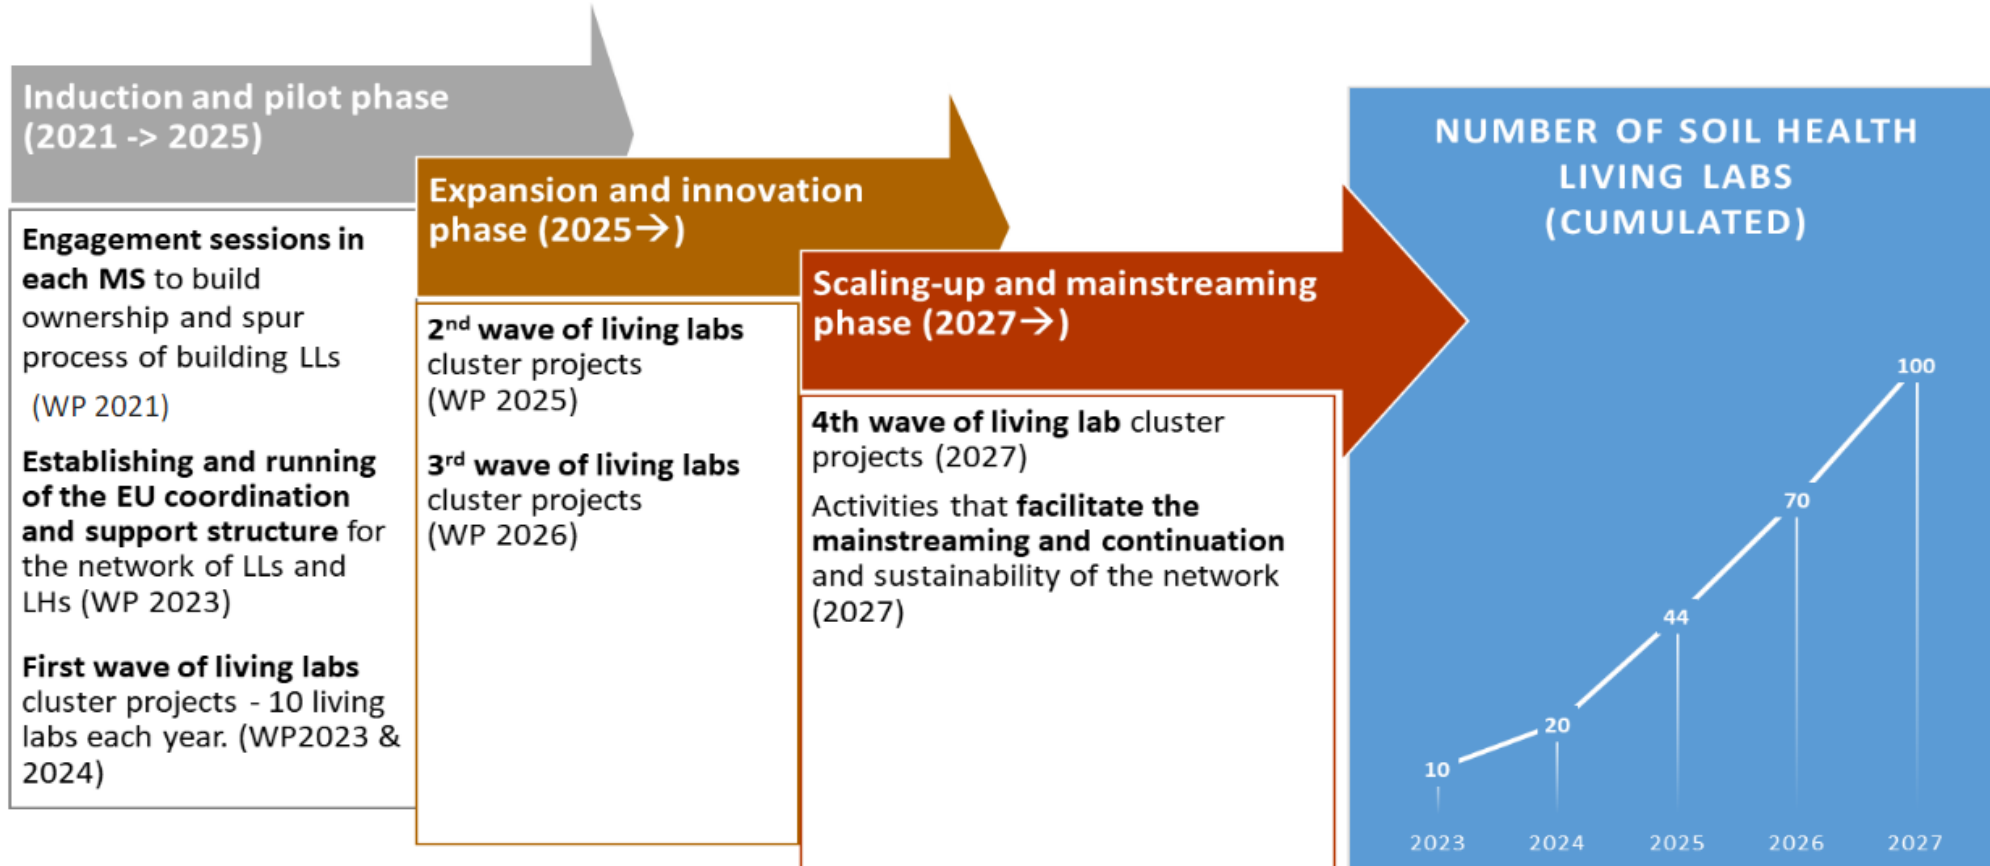 Induction and pilot phase
(2021 -> 2025)
Engagement sessions in
each MS to build
ownership and spur
process of building LLs
(WP 2021)
Establishing and running
of the EU coordination
and support structure for
the network of LLs and
LHs (WP 2023)
First wave of living labs
cluster projects - 10 living
labs each year. (WP2023 &
2024)
Expansion and innovation
phase (2025→)
2nd wave of living labs
cluster projects
(WP 2025)
3rd wave of living labs
cluster projects
(WP 2026)
Scaling-up and mainstreaming
phase (2027→)
4th wave of living lab cluster
projects (2027)
Activities that facilitate the
mainstreaming and continuation
and sustainability of the network
(2027)
NUMBER OF SOIL HEALTH
LIVING LABS
(CUMULATED)
100
70
44
20
10
2023 2024 2025 2026 2027